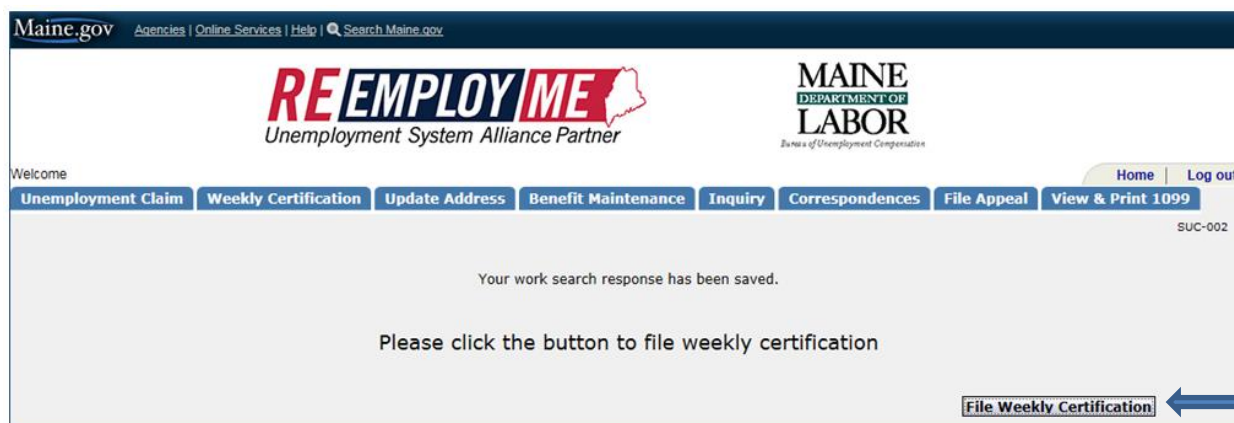 Maine.gov Agencies | Online Services | Help | Search Maine.gov
REEMPLOYME
Unemployment System Alliance Partner
MAINE
DEPARTMENT OF
LABOR
Bureau of Unemployment Compensation
Welcome
Home | Log out
Unemployment Claim Weekly Certification Update Address Benefit Maintenance Inquiry Correspondences File Appeal View & Print 1099
SUC-002
Your work search response has been saved.
Please click the button to file weekly certification
File Weekly Certification